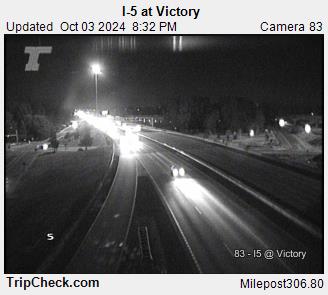 I-5 at Victory
Updated Oct 03 2024 8:32 PM Camera 83
T
S
83 - I5 @ Victory
TripCheck.com Milepost306.80